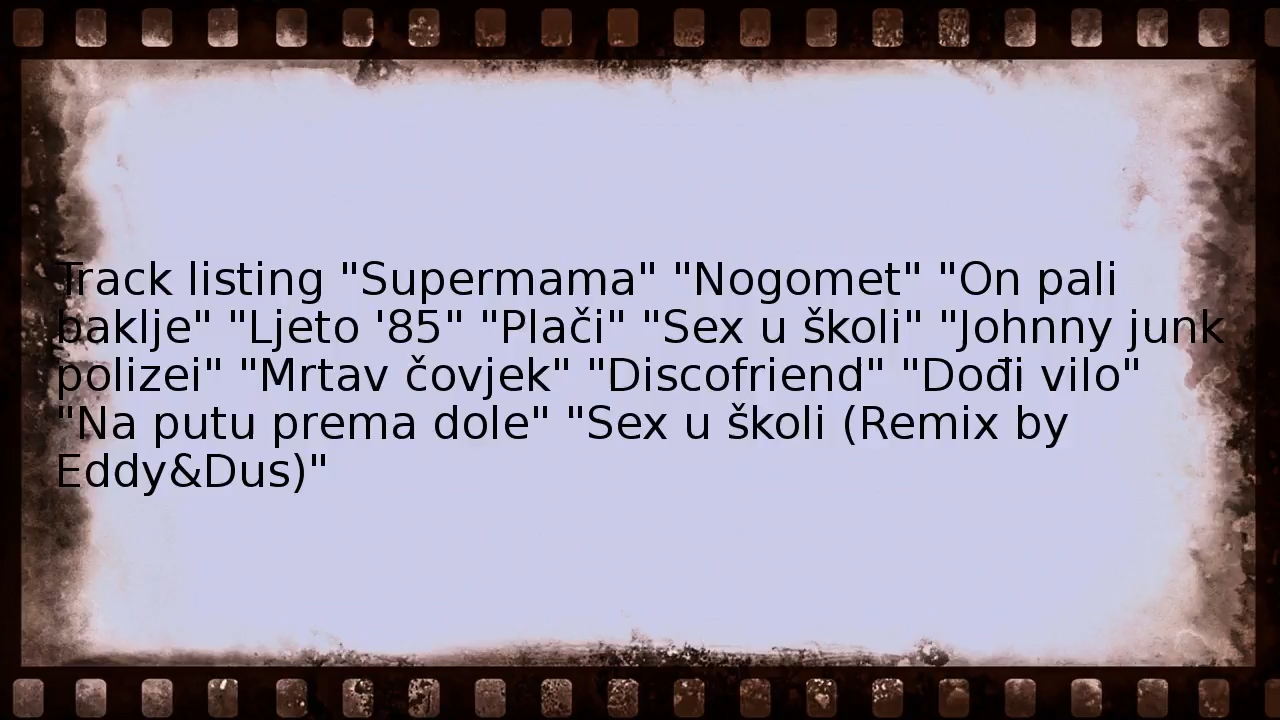 Track listing "Supermama" "Nogomet" "On pali
baklje" "Ljeto '85" "Plači" "Sex u školi" "Johnny junk
polizei" "Mrtav čovjek" "Discofriend" "Dođi vilo"
"Na putu prema dole" "Sex u školi (Remix by
Eddy&Dus)"